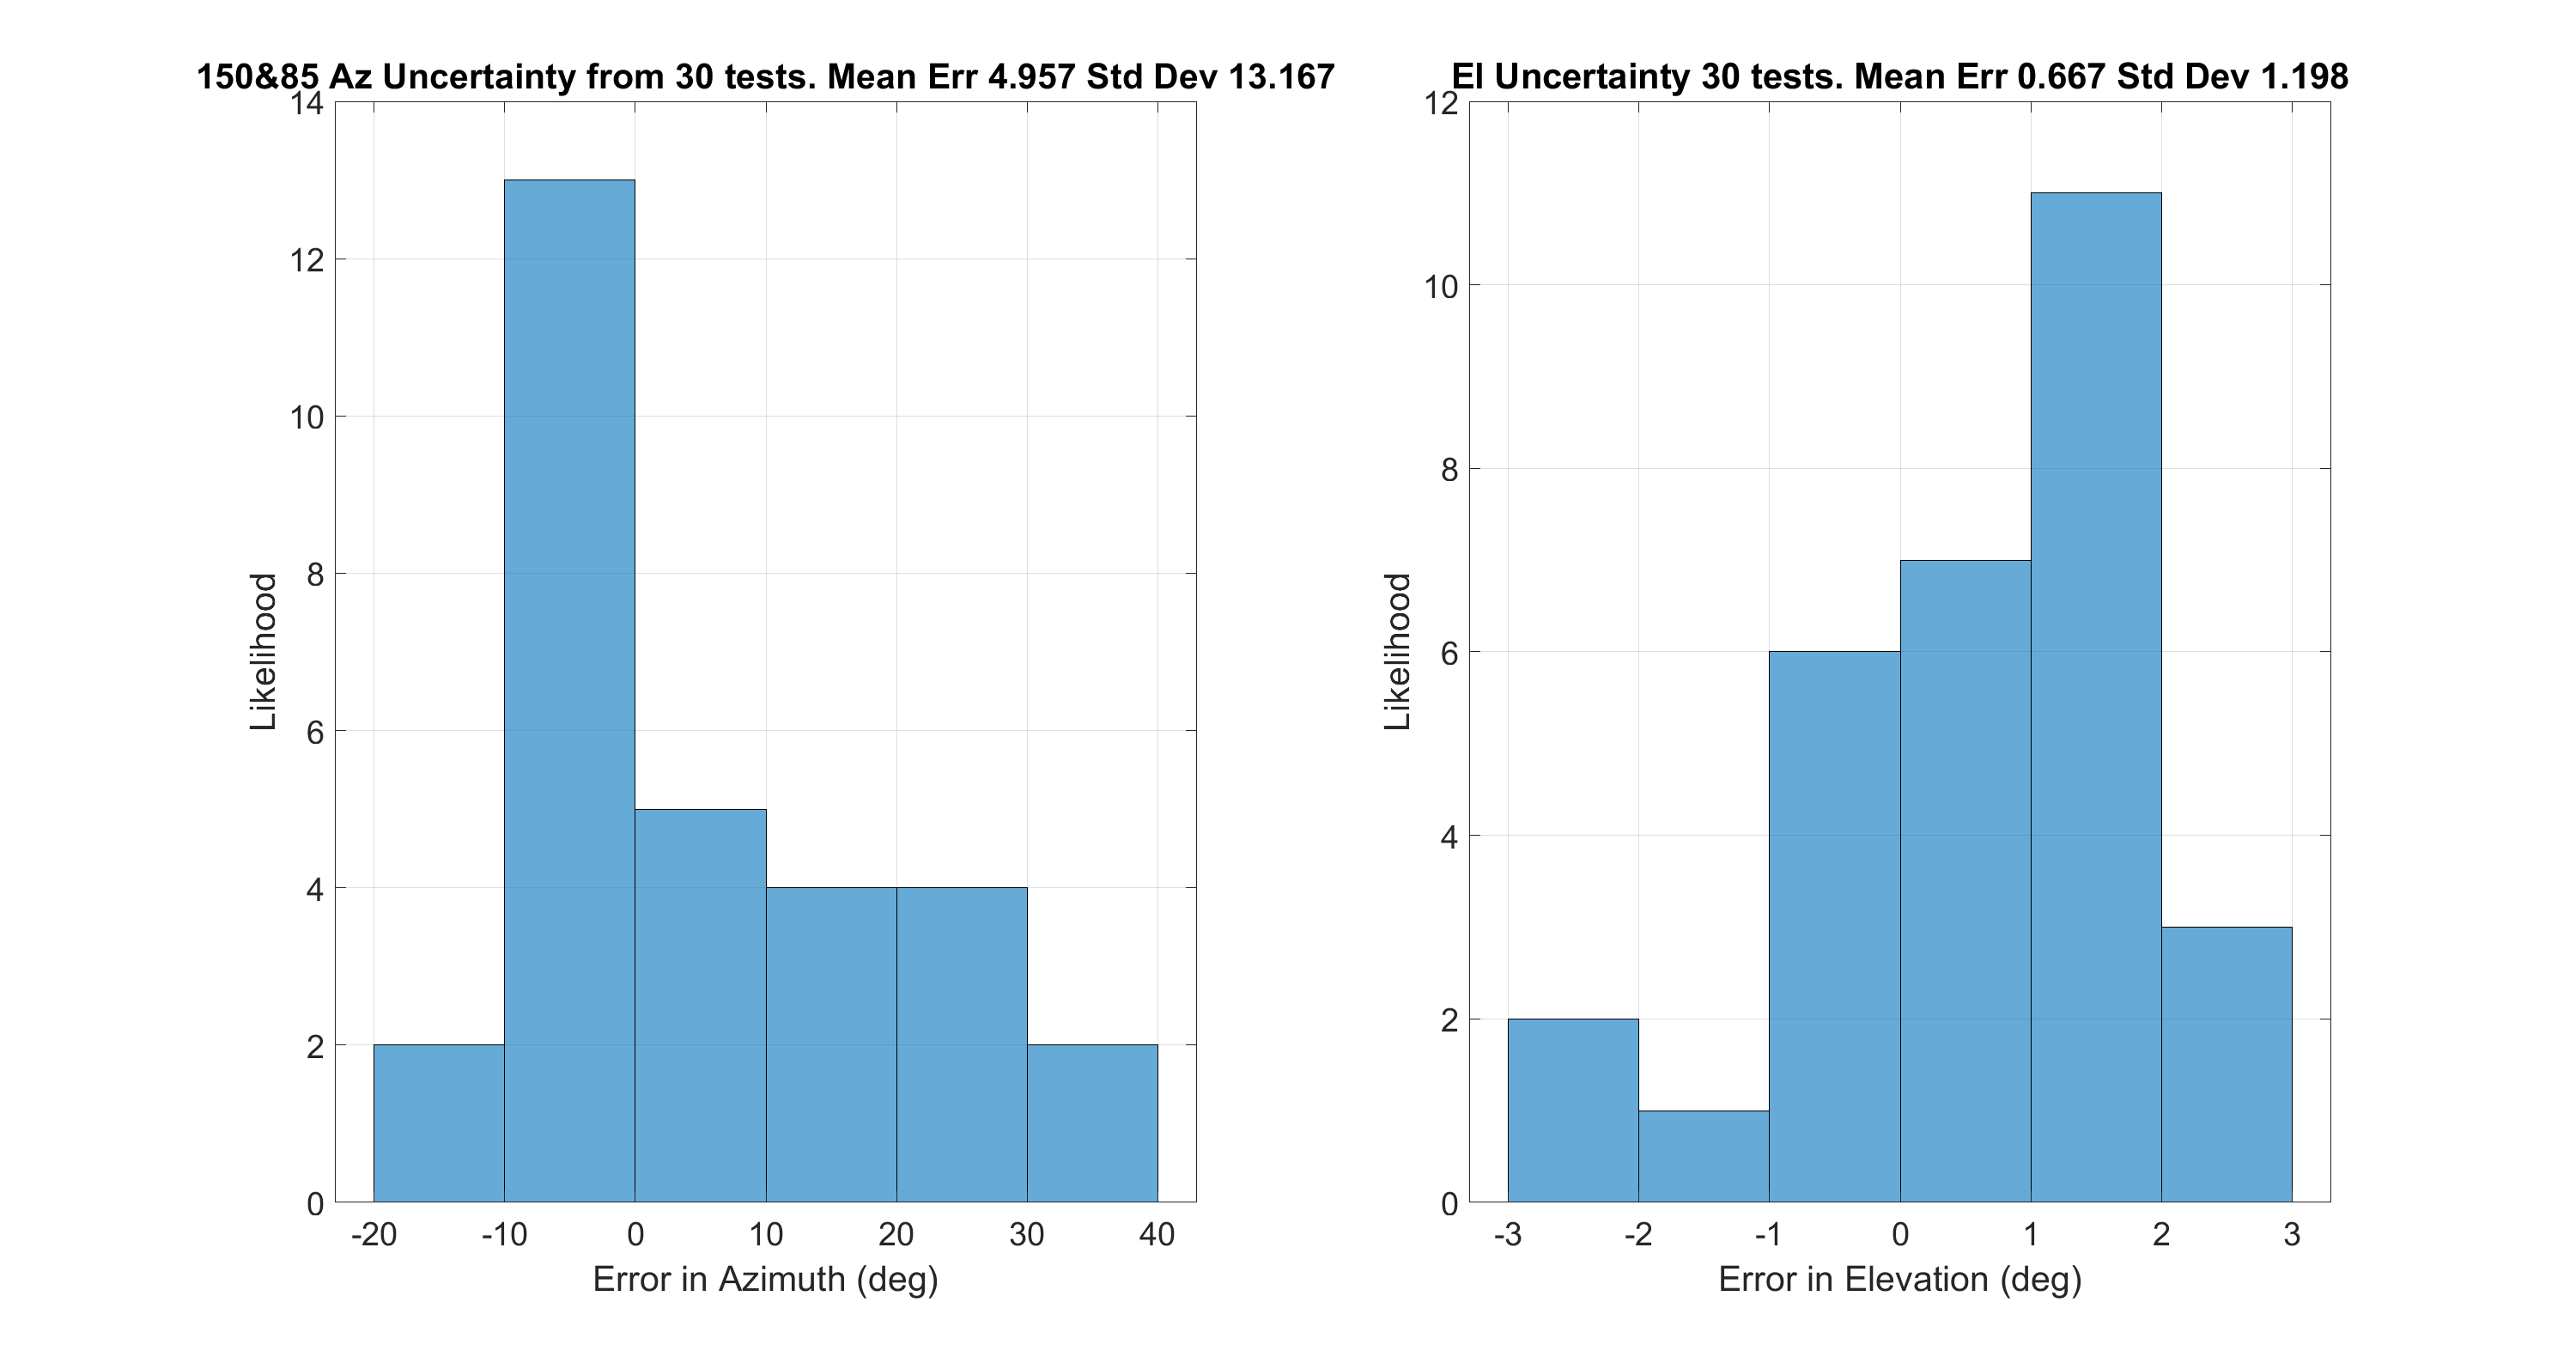 150&85 Az Uncertainty from 30 tests. Mean Err 4.957 Std Dev 13.167
14
12
10
8
6
4
2
0
Likelihood
-20 -10 0 10 20 30 40
Error in Azimuth (deg)
El Uncertainty 30 tests. Mean Err 0.667 Std Dev 1.198
12
10
8
6
4
2
0
Likelihood
-3 -2 -1 0 1 2 3
Error in Elevation (deg)